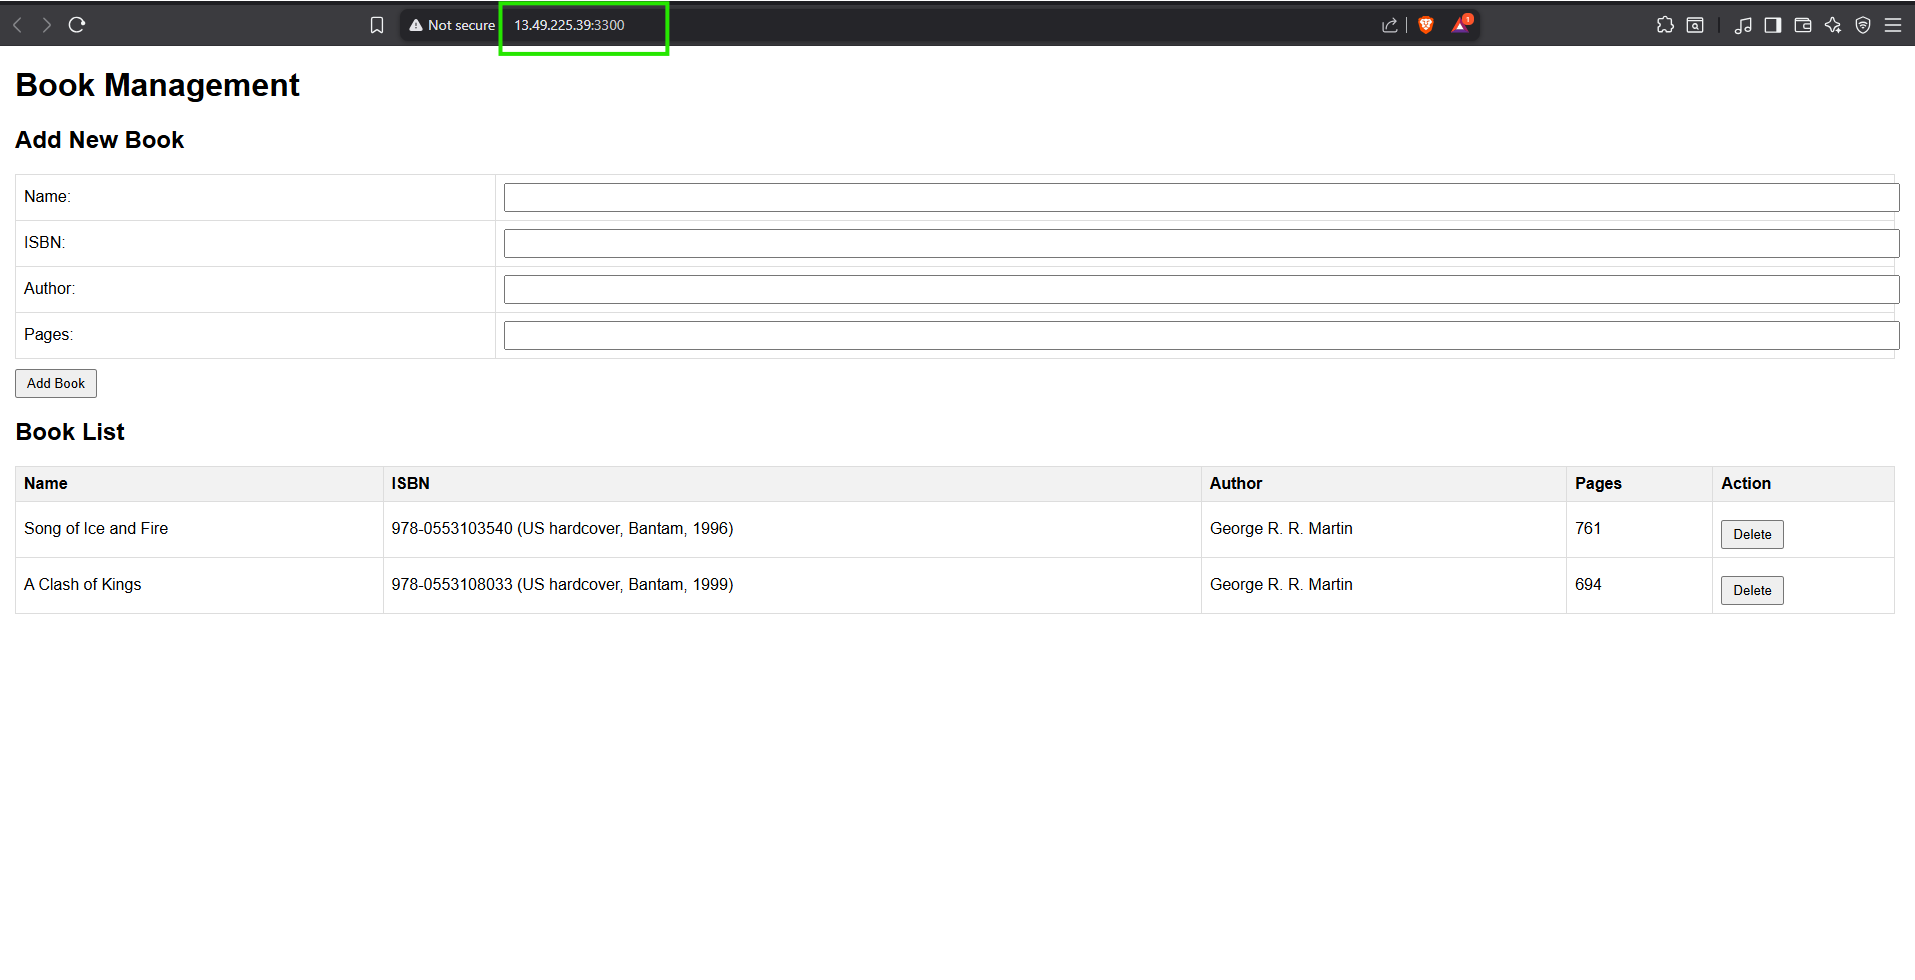 Not secure 13.49.225.39:3300 1
Book Management
Add New Book
Name:
ISBN:
Author:
Pages:
Add Book
Book List
Name ISBN Author Pages Action
Song of Ice and Fire 978-0553103540 (US hardcover, Bantam, 1996) George R. R. Martin 761 Delete
A Clash of Kings 978-0553108033 (US hardcover, Bantam, 1999) George R. R. Martin 694 Delete